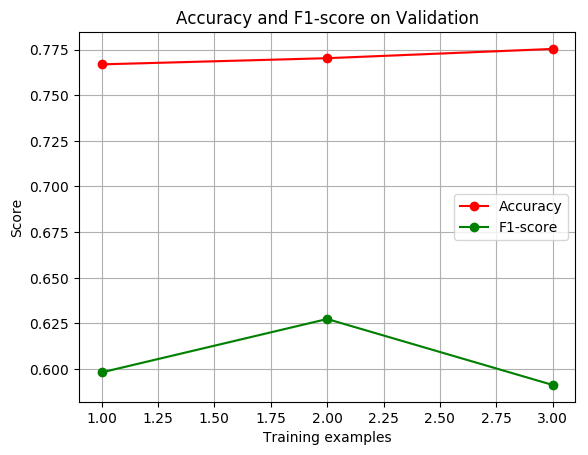 Accuracy and F1-score on Validation
0.775
0.750
0.725
0.700
0.675
0.650
0.625
0.600
Score
Accuracy
F1-score
1.00 1.25 1.50 1.75 2.00 2.25 2.50 2.75 3.00
Training examples